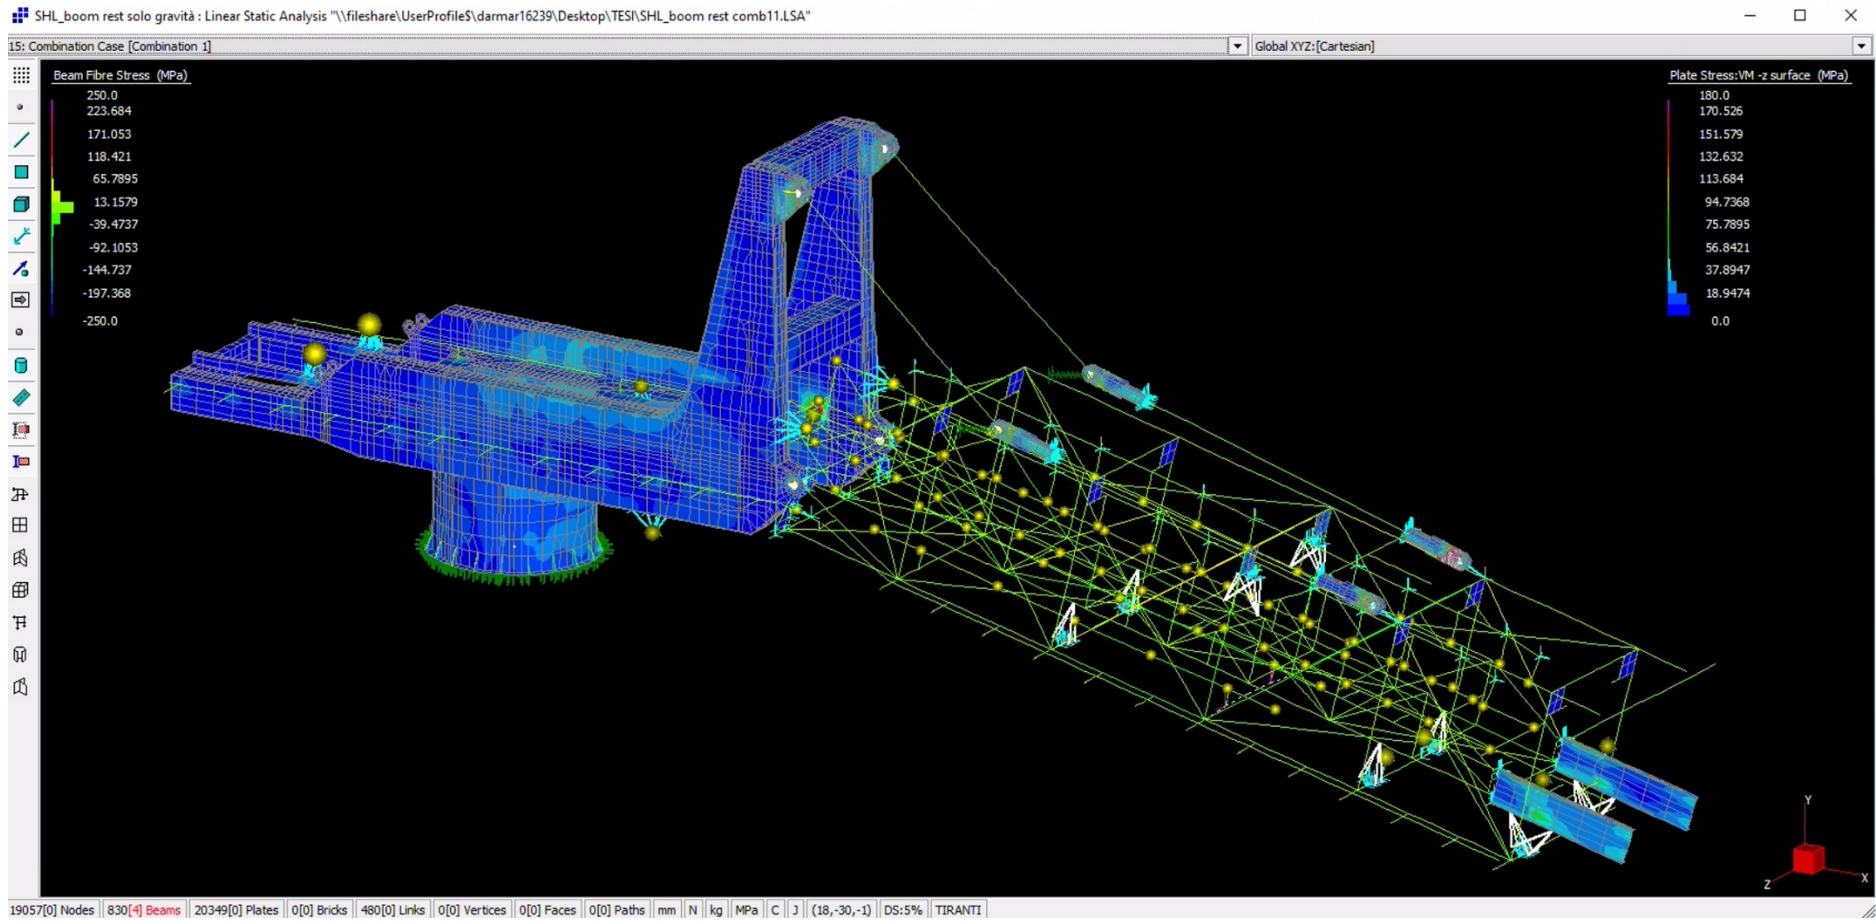 SHL_boom rest solo gravità : Linear Static Analysis "\\fileshare\UserProfile$\darmar16239\Desktop\TESI\SHL_boom rest comb11.LSA"
15: Combination Case [Combination 1]
Global XYZ:[Cartesian]
Beam Fibre Stress (MPa)
250.0
223.684
171.053
118.421
65.7895
13.1579
-39.4737
-92.1053
-144.737
-197.368
-250.0
Plate Stress:VM -z surface (MPa)
180.0
170.526
151.579
132.632
113.684
94.7368
75.7895
56.8421
37.8947
18.9474
0.0
Y
Z
X
19057[0] Nodes 830[4] Beams 20349[0] Plates 0[0] Bricks 480[0] Links 0[0] Vertices 0[0] Faces 0[0] Paths mm N kg MPa C J (18,-30,-1) DS:5% TIRANTI